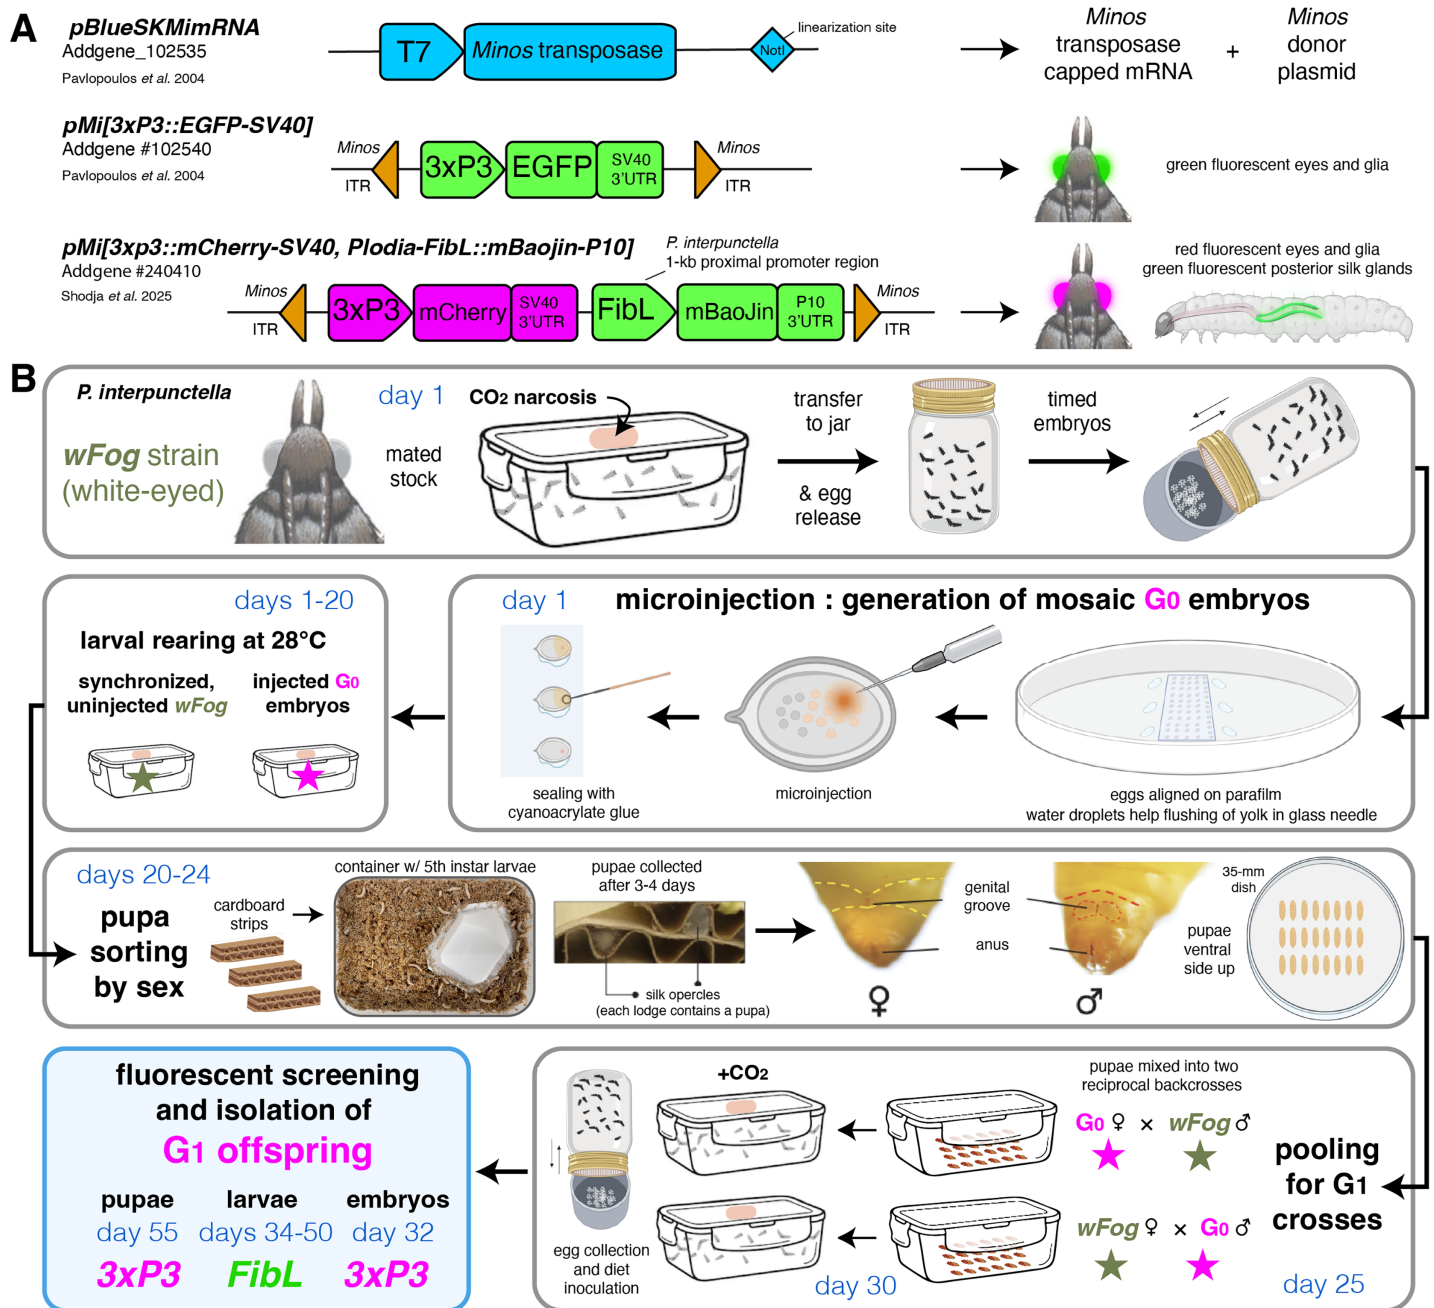 A
pBlueSKMimRNA
Addgene_102535
Pavlopoulos et al. 2004
T7
Minos transposase
NotI
linearization site
Minos
transposase
capped mRNA
+
Minos
donor
plasmid
pMi[3xP3::EGFP-SV40]
Addgene #102540
Pavlopoulos et al. 2004
Minos
ITR
3xP3
EGFP
SV40
3'UTR
Minos
ITR
green fluorescent eyes and glia
pMi[3xp3::mCherry-SV40, Plodia-FibL::mBaojin-P10]
Addgene #240410
Shodja et al. 2025
P. interpunctella
1-kb proximal promoter region
Minos
ITR
3xP3
mCherry
SV40
3'UTR
FibL
mBaoJin
P10
3'UTR
Minos
ITR
red fluorescent eyes and glia
green fluorescent posterior silk glands
B
P. interpunctella
wFog strain
(white-eyed)
day 1
mated
stock
CO2 narcosis
transfer
to jar
& egg
release
timed
embryos
days 1-20
larval rearing at 28°C
synchronized,
uninjected wFog
injected G0
embryos
day 1
microinjection : generation of mosaic G0 embryos
sealing with
cyanoacrylate glue
microinjection
eggs aligned on parafilm
water droplets help flushing of yolk in glass needle
days 20-24
pupa
sorting
by sex
cardboard
strips
container w/ 5th instar larvae
pupae collected
after 3-4 days
silk opercles
(each lodge contains a pupa)
genital
groove
anus
♀
♂
35-mm
dish
pupae
ventral
side up
fluorescent screening
and isolation of
G1 offspring
pupae
day 55
3xP3
larvae
days 34-50
FibL
embryos
day 32
3xP3
egg collection
and diet
inoculation
+CO2
day 30
pupae mixed into two
reciprocal backcrosses
G0 ♀ × wFog ♂
wFog ♀ × G0 ♂
pooling
for G1
crosses
day 25